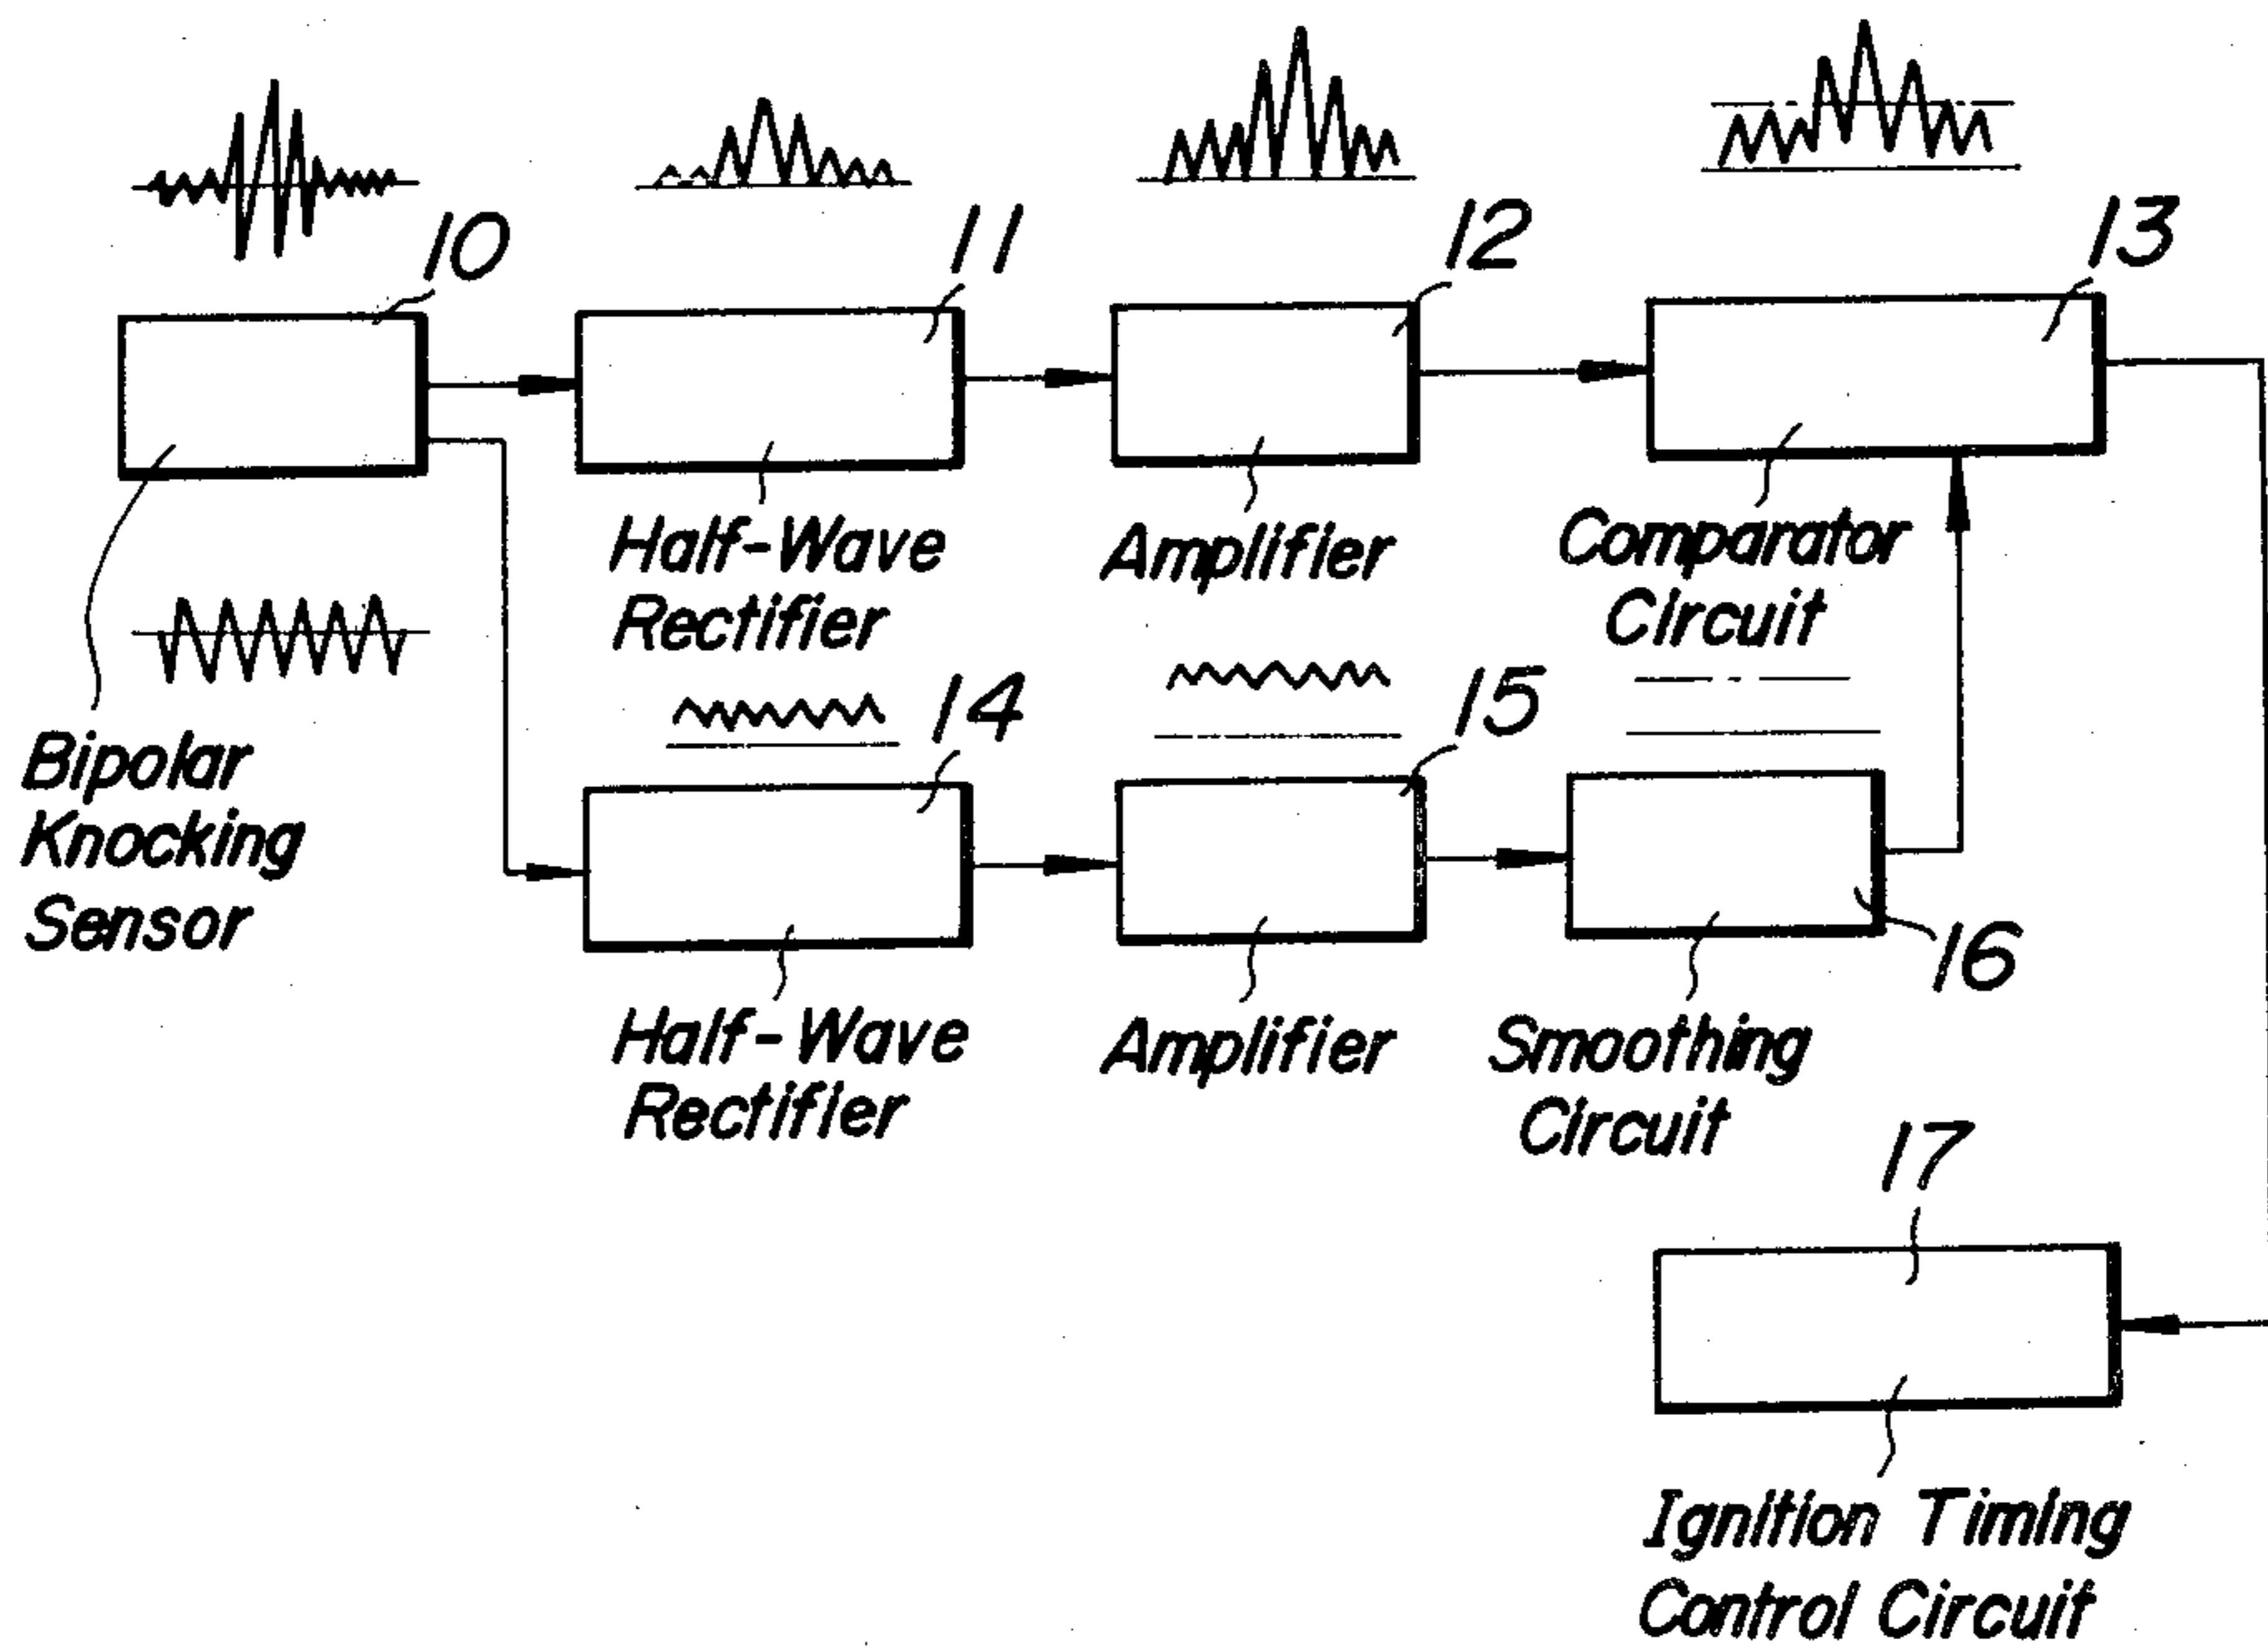 10
11
12
13
Half-Wave
Rectifier
Amplifier
Comparator
Circuit
Bipolar
Knocking
Sensor
14
15
16
Half-Wave
Rectifier
Amplifier
Smoothing
Circuit
17
Ignition Timing
Control Circuit